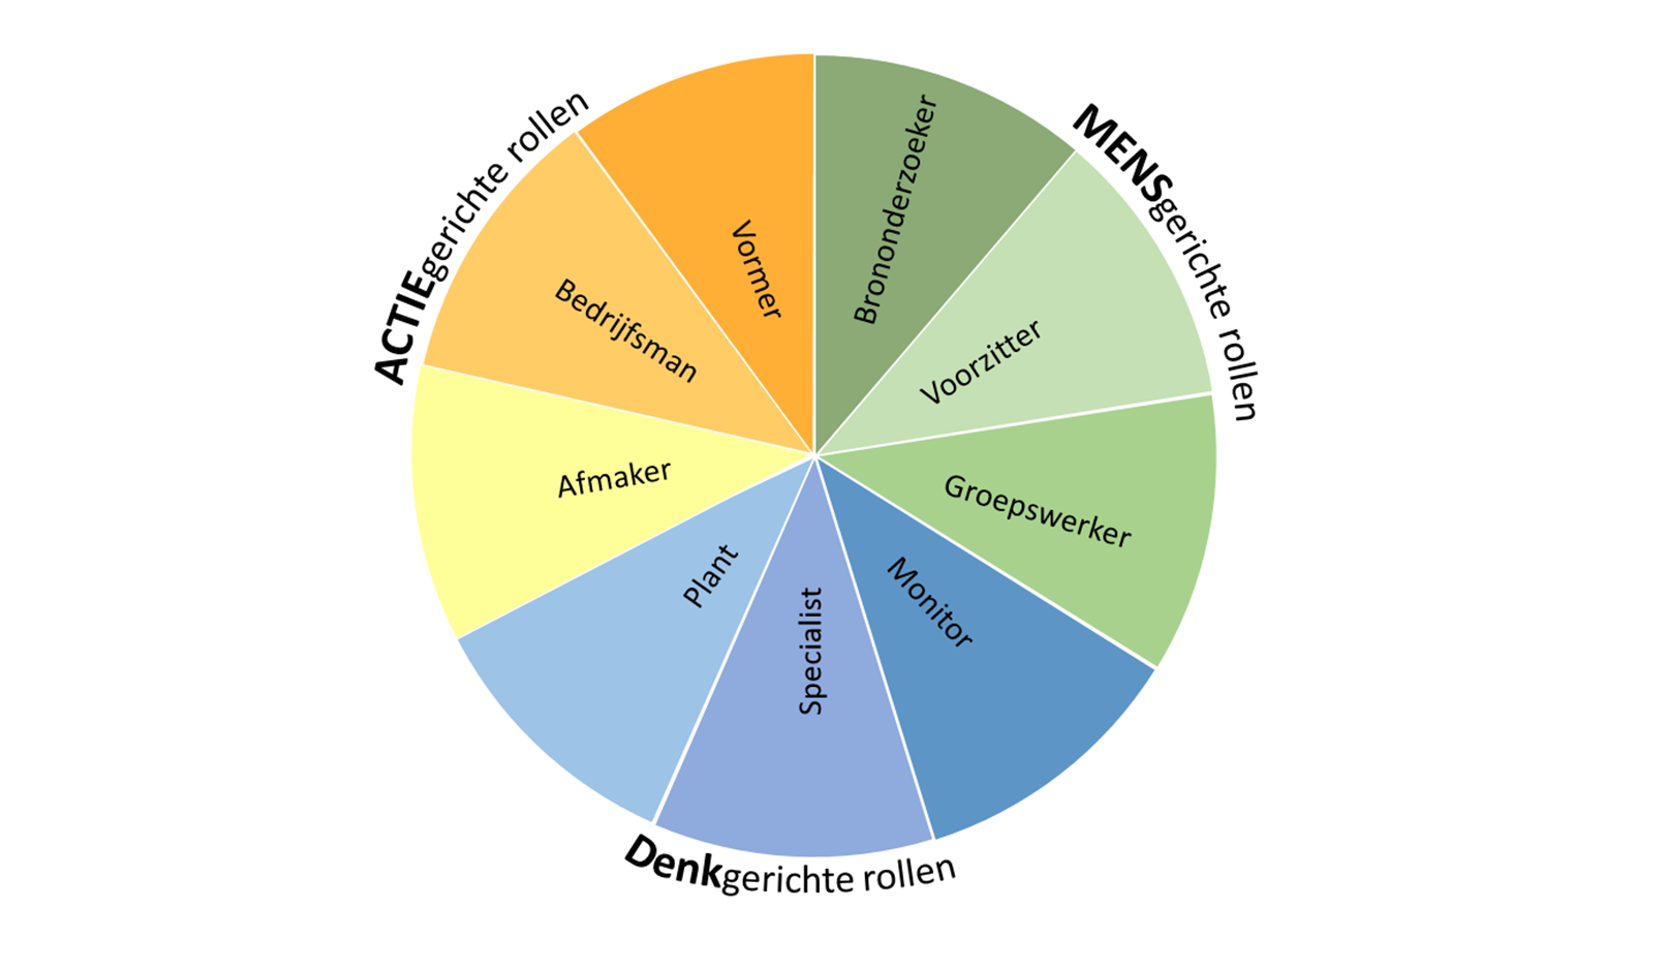 ACTIEgerichte rollen
MENSgerichte rollen
Vormer
Brononderzoeker
Bedrijfsman
Voorzitter
Afmaker
Groepswerker
Plant
Specialist
Monitor
Denkgerichte rollen